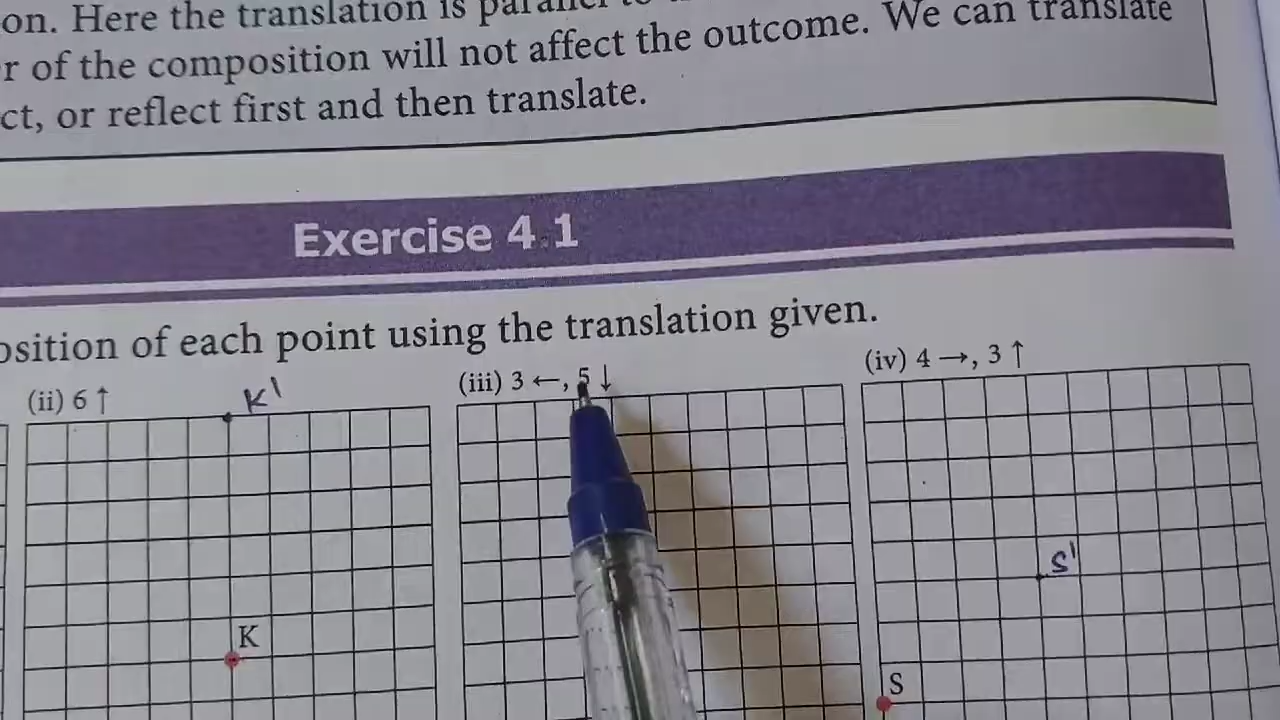 on. Here the translation is parallel to
r of the composition will not affect the outcome. We can translate
ct, or reflect first and then translate.
Exercise 4.1
osition of each point using the translation given.
(ii) 6 ↑
K'
(iii) 3 ←, 5 ↓
(iv) 4 →, 3 ↑
S'
K
S